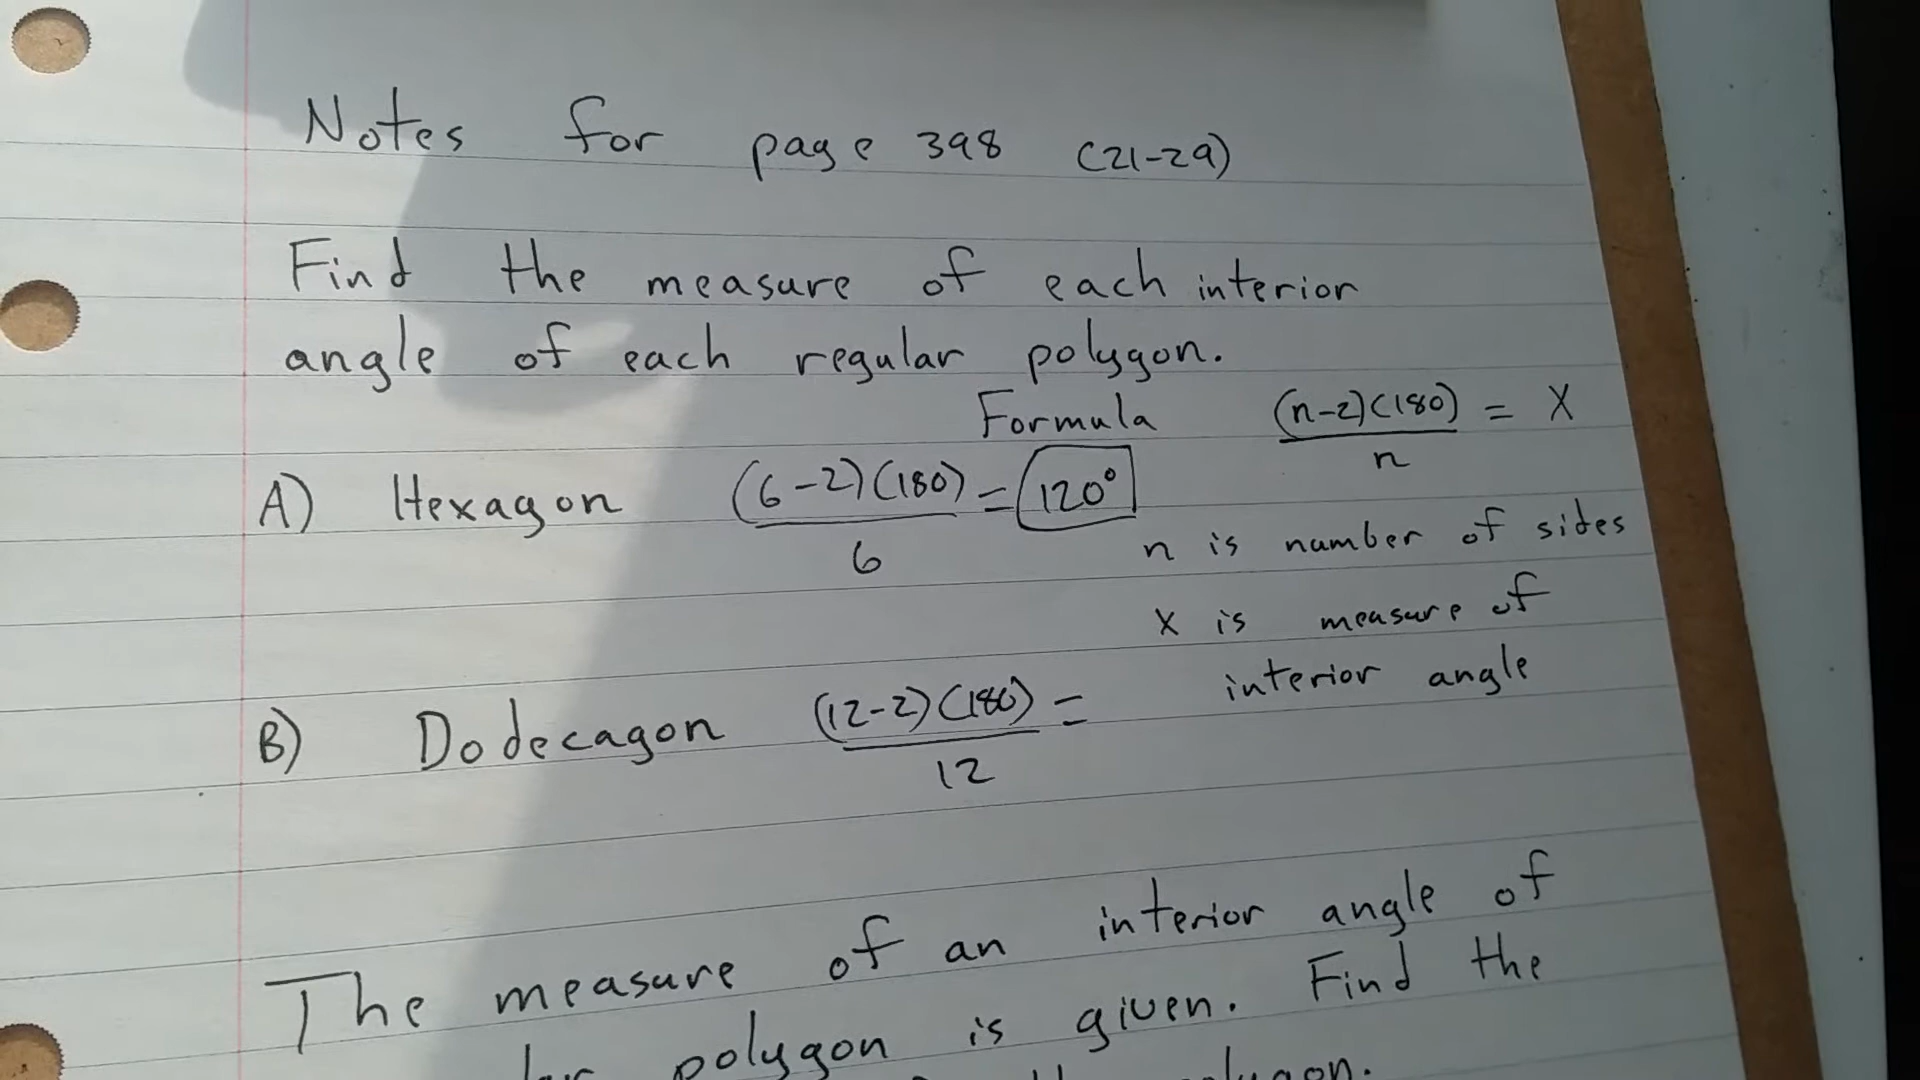 Notes for page 398 (21-29)
Find the measure of each interior
angle of each regular polygon.
Formula (n-2)(180)/n = X
A) Hexagon (6-2)(180)/6 = 120°
n is number of sides
x is measure of
interior angle
B) Dodecagon (12-2)(180)/12 =
The measure of an interior angle of
polygon is given. Find the